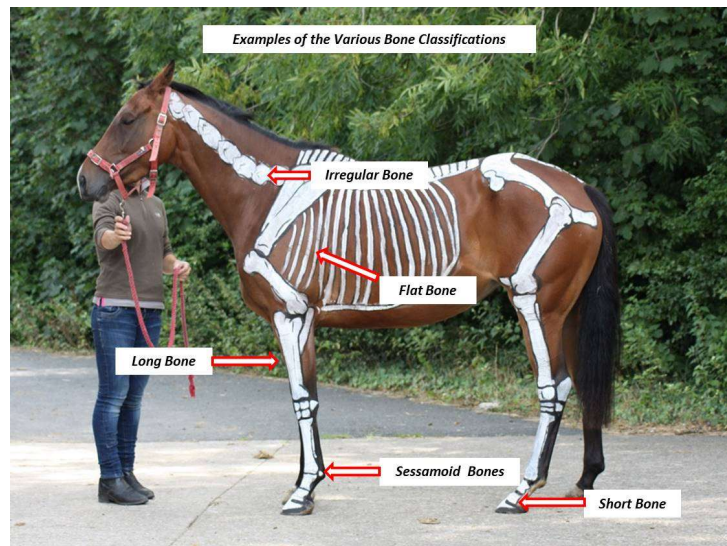 Examples of the Various Bone Classifications
Irregular Bone
Flat Bone
Long Bone
Sessamoid Bones
Short Bone